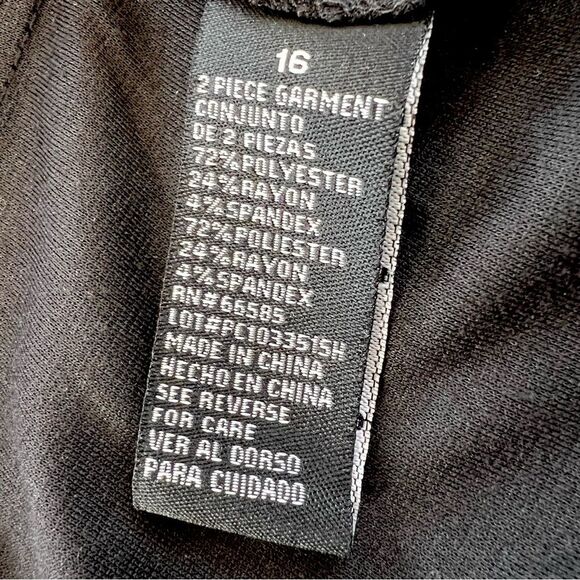 16
2 PIECE GARMENT
CONJUNTO
DE 2 PIEZAS
72% POLYESTER
24% RAYON
4% SPANDEX
72% POLIESTER
24% RAYON
4% SPANDEX
RN# 66585
LOT# PC103351SH
MADE IN CHINA
HECHO EN CHINA
SEE REVERSE
FOR CARE
VER AL DORSO
PARA CUIDADO